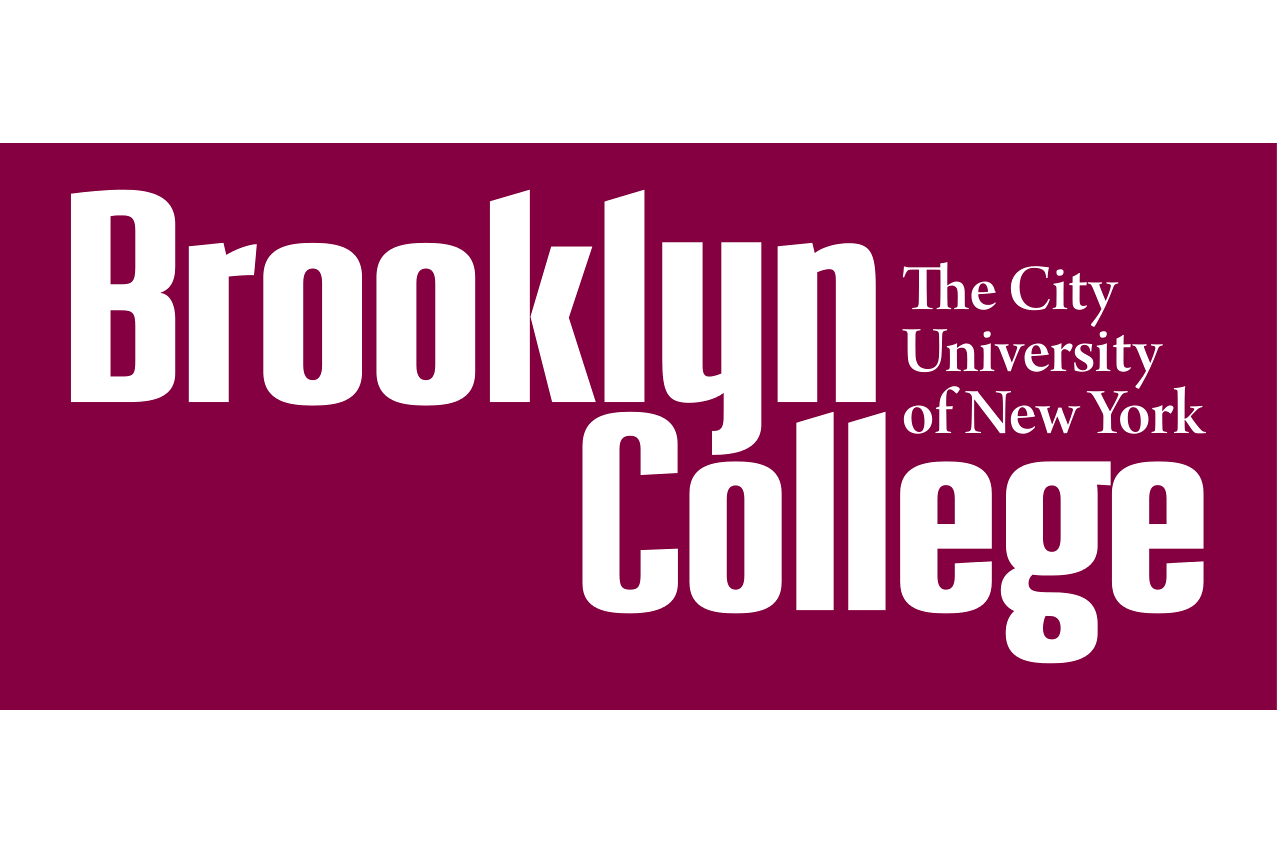 Brooklyn
The City
University
of New York
College